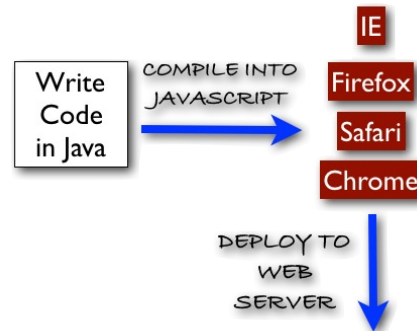 Write
Code
in Java
COMPILE INTO
JAVASCRIPT
IE
Firefox
Safari
Chrome
DEPLOY TO
WEB
SERVER